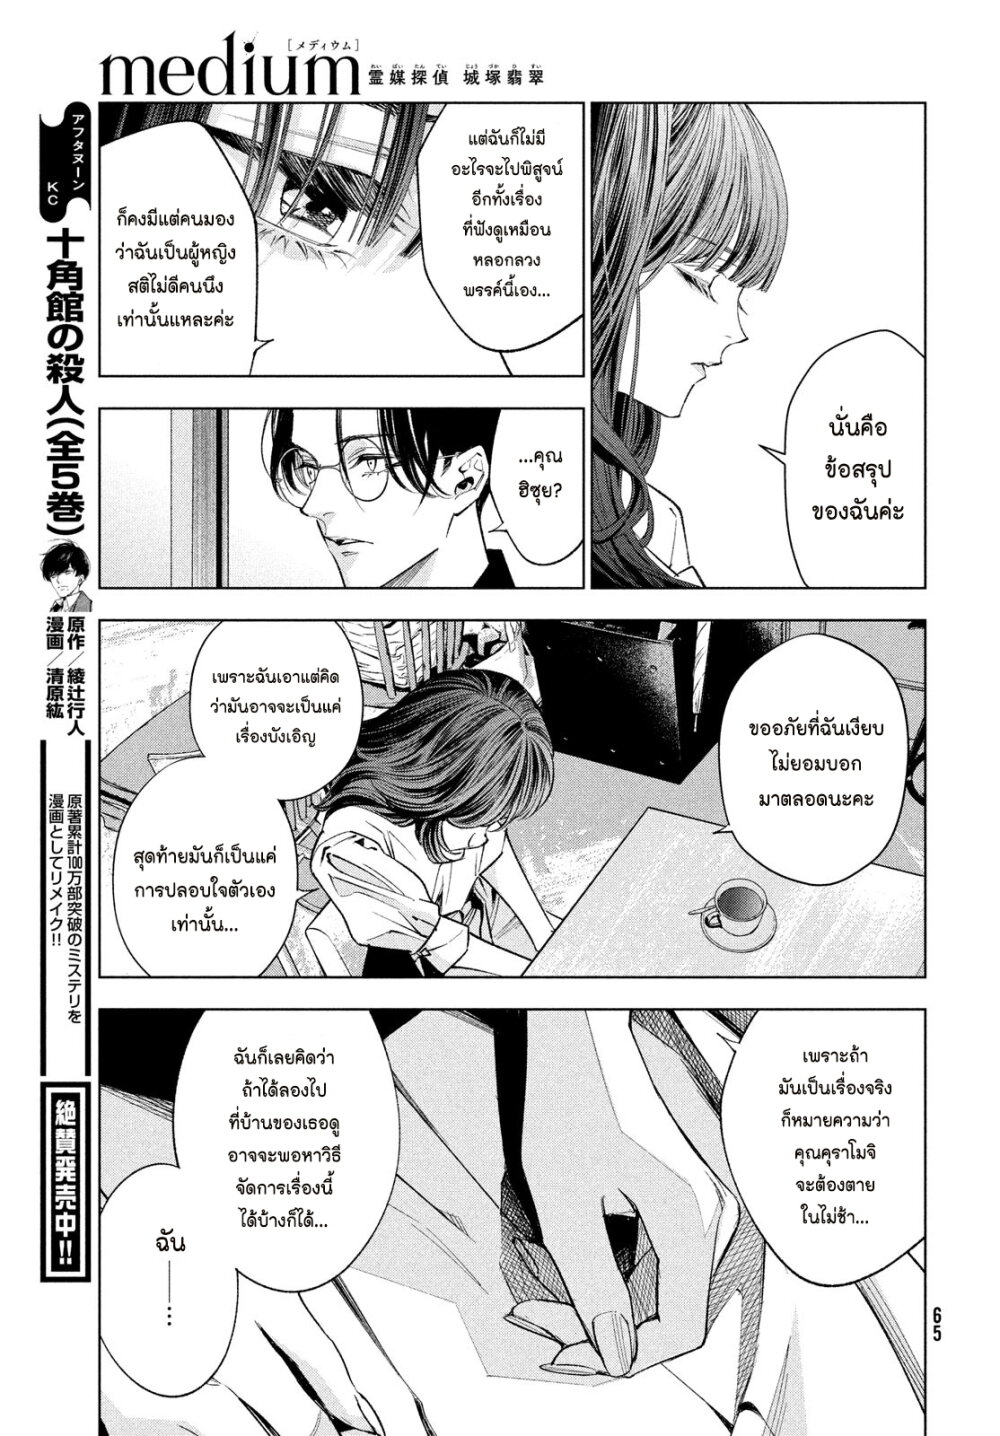 medium
[メディウム]
霊媒探偵 城塚翡翠
れい ばい たん てい じょう づか ひ すい
นั่นคือ
ข้อสรุป
ของฉันค่ะ
แต่ฉันก็ไม่มี
อะไรจะไปพิสูจน์
อีกทั้งเรื่อง
ที่ฟังดูเหมือน
หลอกลวง
พรรค์นี้เอง...
ก็คงมีแต่คนมอง
ว่าฉันเป็นผู้หญิง
สติไม่ดีคนนึง
เท่านั้นแหละค่ะ
...คุณ
ฮิซุย?
ขออภัยที่ฉันเงียบ
ไม่ยอมบอก
มาตลอดนะคะ
เพราะฉันเอาแต่คิด
ว่ามันอาจจะเป็นแค่
เรื่องบังเอิญ
สุดท้ายมันก็เป็นแค่
การปลอบใจตัวเอง
เท่านั้น...
เพราะถ้า
มันเป็นเรื่องจริง
ก็หมายความว่า
คุณคุราโมจิ
จะต้องตาย
ในไม่ช้า...
ฉันก็เลยคิดว่า
ถ้าได้ลองไป
ที่บ้านของเธอดู
อาจจะพอหาวิธี
จัดการเรื่องนี้
ได้บ้างก็ได้...
ฉัน
――...
65
アフタヌーン
KC
十角館の殺人(全5巻)
原作/綾辻行人
漫画/清原紘
原著累計100万部突破のミステリを
漫画としてリメイク!!
絶賛発売中!!